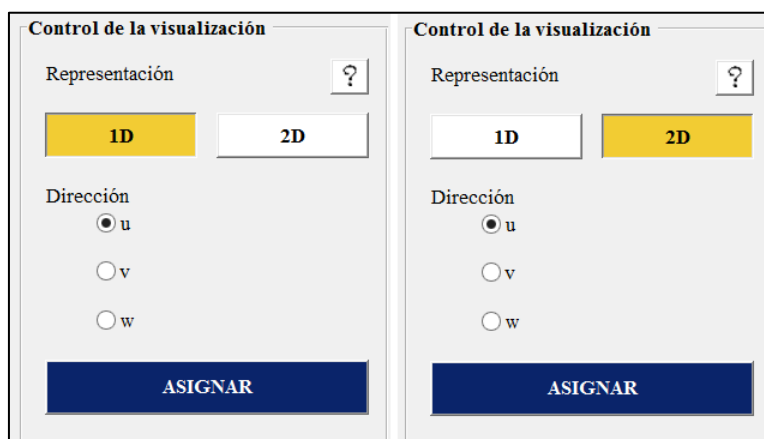 Control de la visualización
Representación
?
1D 2D
Dirección
u
v
w
ASIGNAR
Control de la visualización
Representación
?
1D 2D
Dirección
u
v
w
ASIGNAR